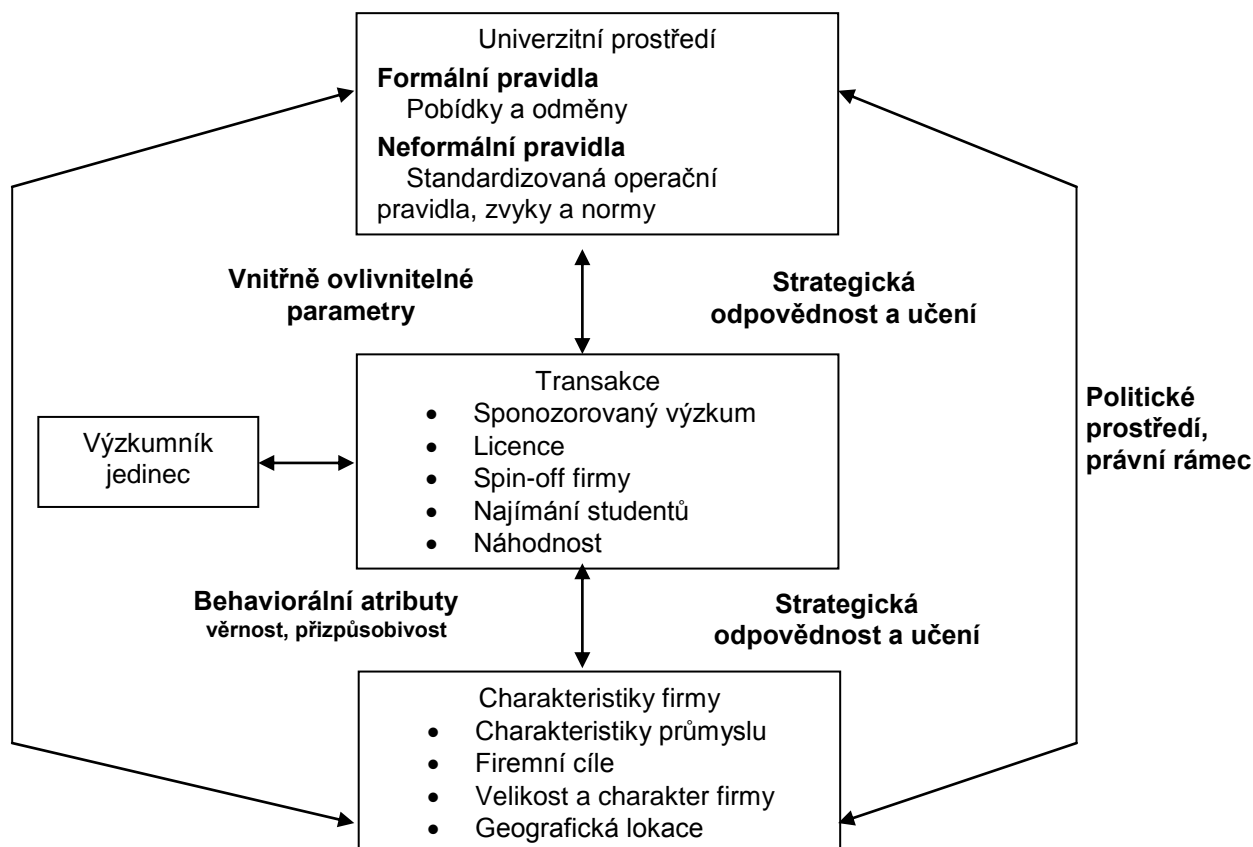 Univerzitní prostředí
Formální pravidla
Pobídky a odměny
Neformální pravidla
Standardizovaná operační
pravidla, zvyky a normy
Vnitřně ovlivnitelné
parametry
Strategická
odpovědnost a učení
Transakce
• Sponozorovaný výzkum
• Licence
• Spin-off firmy
• Najímání studentů
• Náhodnost
Výzkumník
jedinec
Politické
prostředí,
právní rámec
Behaviorální atributy
věrnost, přizpůsobivost
Strategická
odpovědnost a učení
Charakteristiky firmy
• Charakteristiky průmyslu
• Firemní cíle
• Velikost a charakter firmy
• Geografická lokace